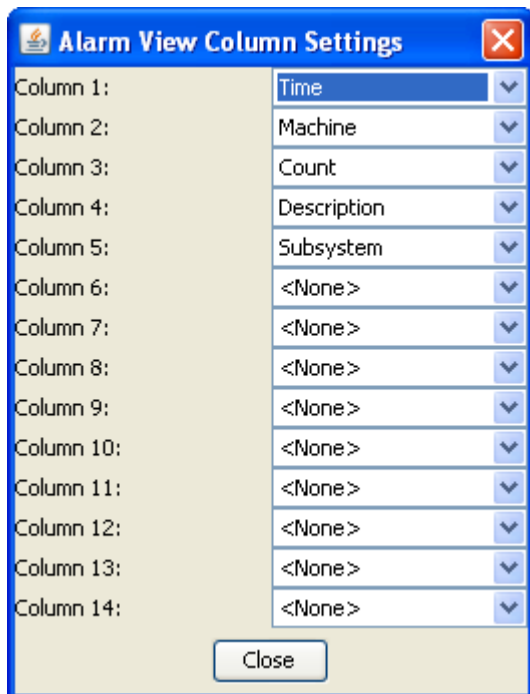 Alarm View Column Settings
Column 1: Time
Column 2: Machine
Column 3: Count
Column 4: Description
Column 5: Subsystem
Column 6: <None>
Column 7: <None>
Column 8: <None>
Column 9: <None>
Column 10: <None>
Column 11: <None>
Column 12: <None>
Column 13: <None>
Column 14: <None>
Close